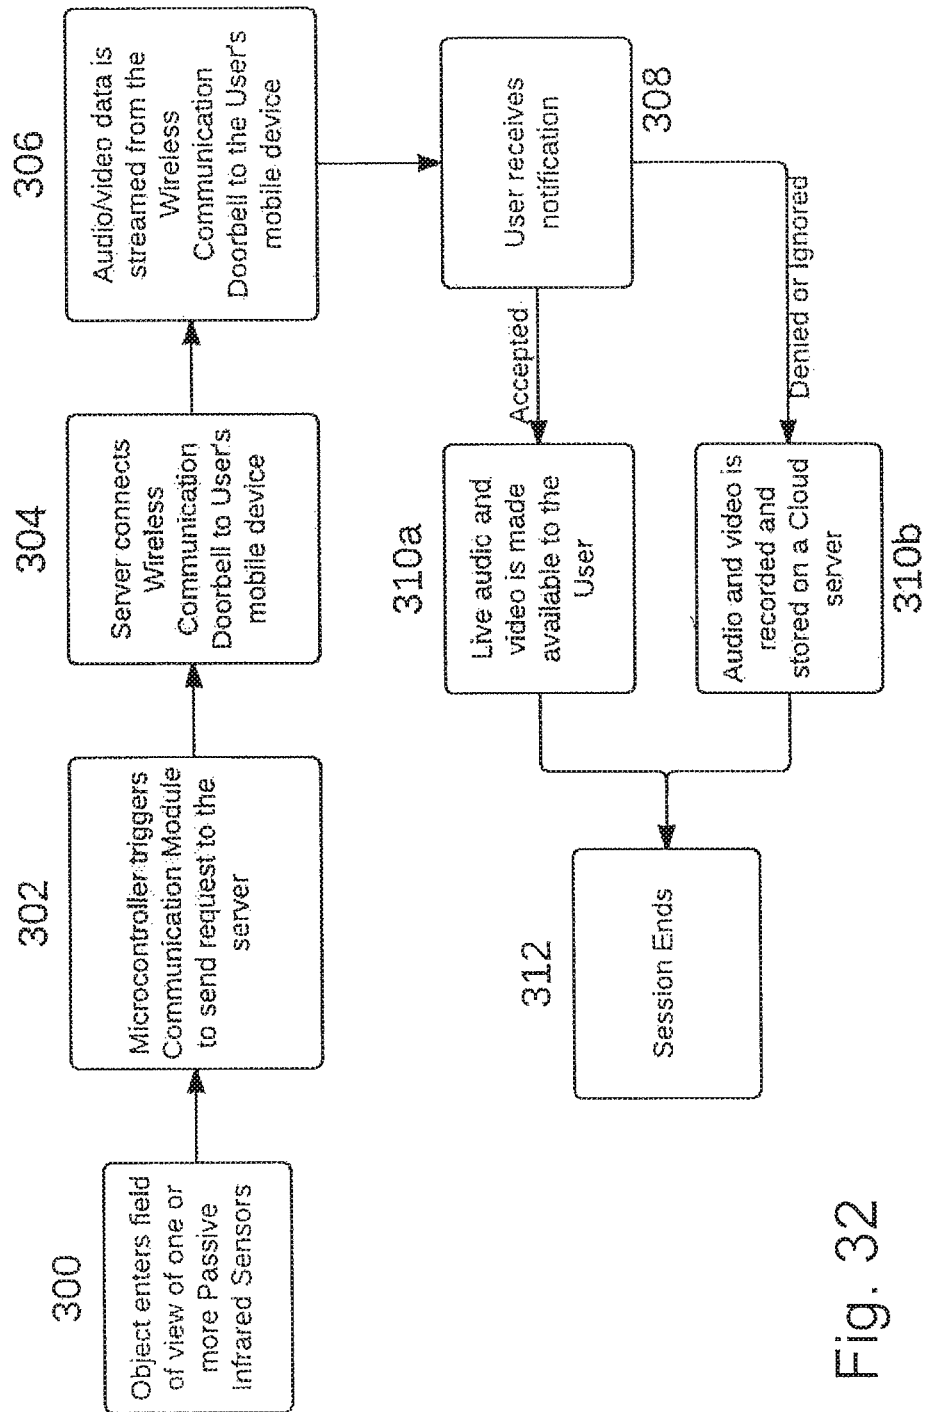 300
Object enters field
of view of one or
more Passive
Infrared Sensors
302
Microcontroller triggers
Communication Module
to send request to the
server
304
Server connects
Wireless
Communication
Doorbell to User's
mobile device
306
Audio/video data is
streamed from the
Wireless
Communication
Doorbell to the User's
mobile device
User receives
notification
308
Accepted
Denied or Ignored
310a
Live audic and
video is made
available to the
User
Audio and video is
recorded and
stored on a Cloud
server
310b
312
Session Ends
Fig. 32